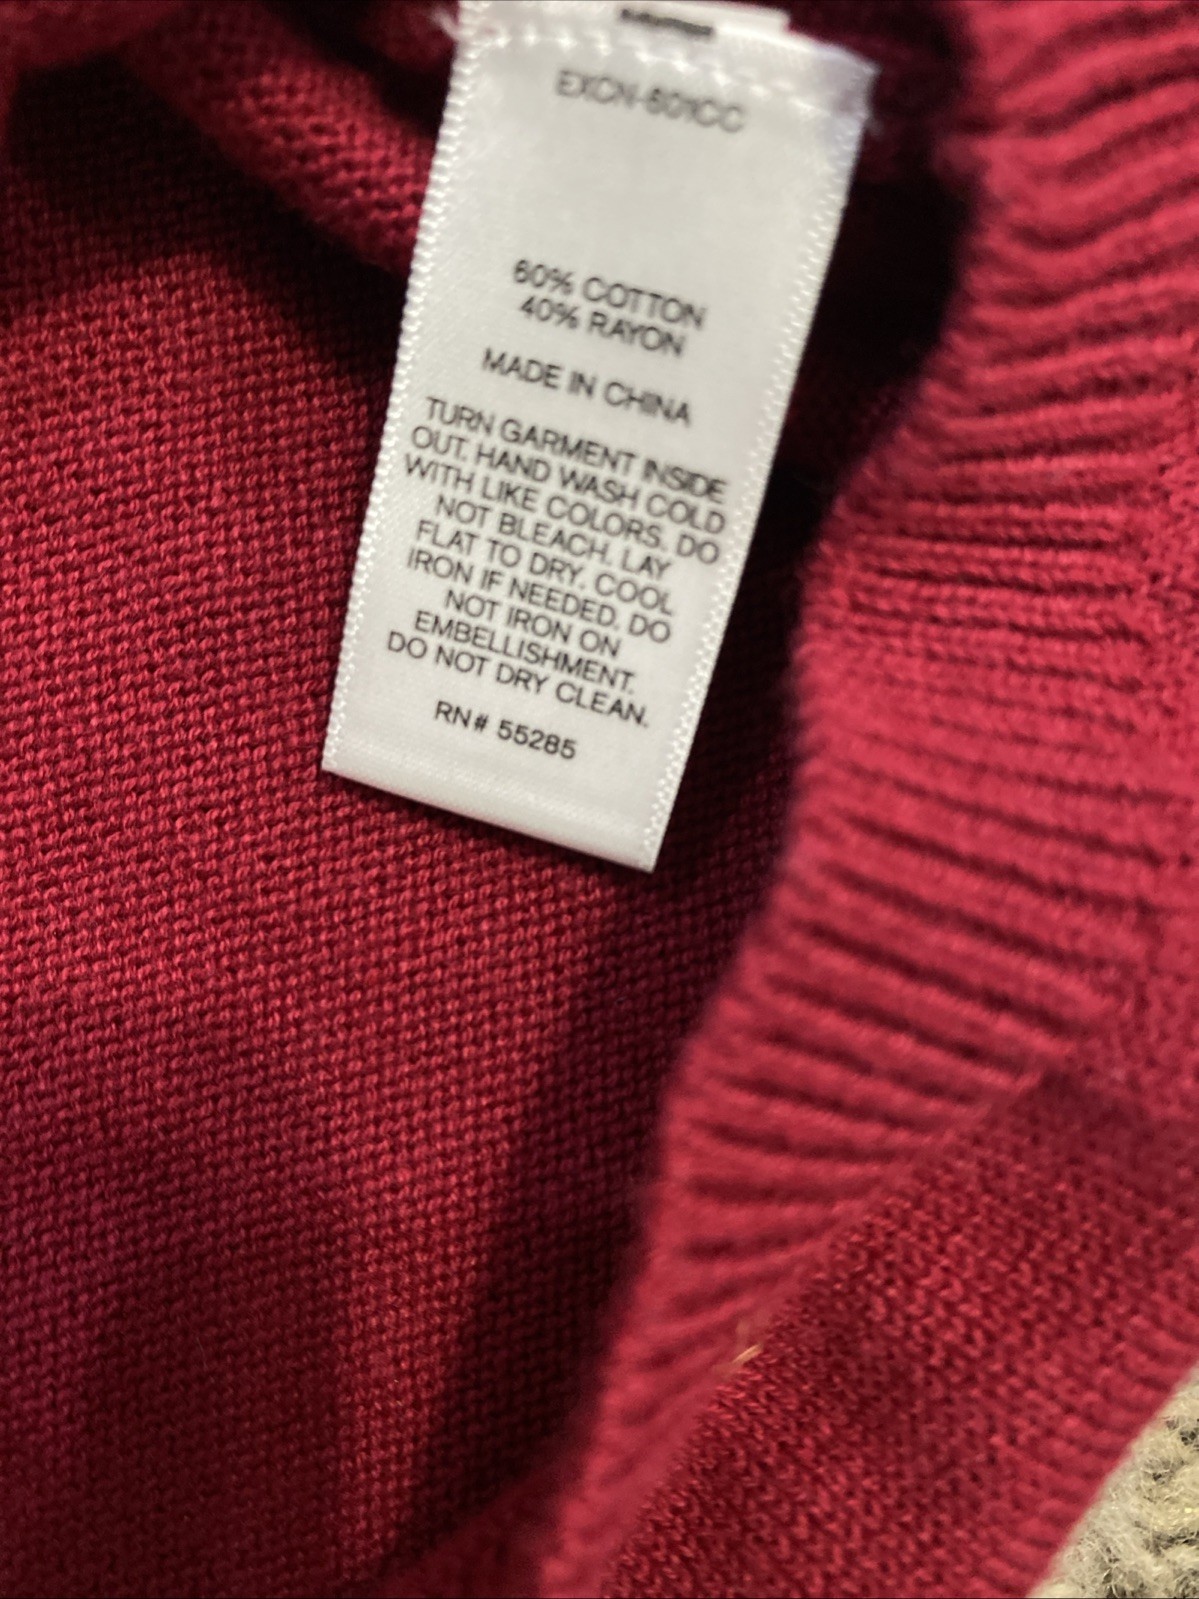 60% COTTON
40% RAYON
MADE IN CHINA
TURN GARMENT INSIDE
OUT. HAND WASH COLD
WITH LIKE COLORS. DO
NOT BLEACH. LAY
FLAT TO DRY. COOL
IRON IF NEEDED. DO
NOT IRON ON
EMBELLISHMENT.
DO NOT DRY CLEAN.
RN# 55285